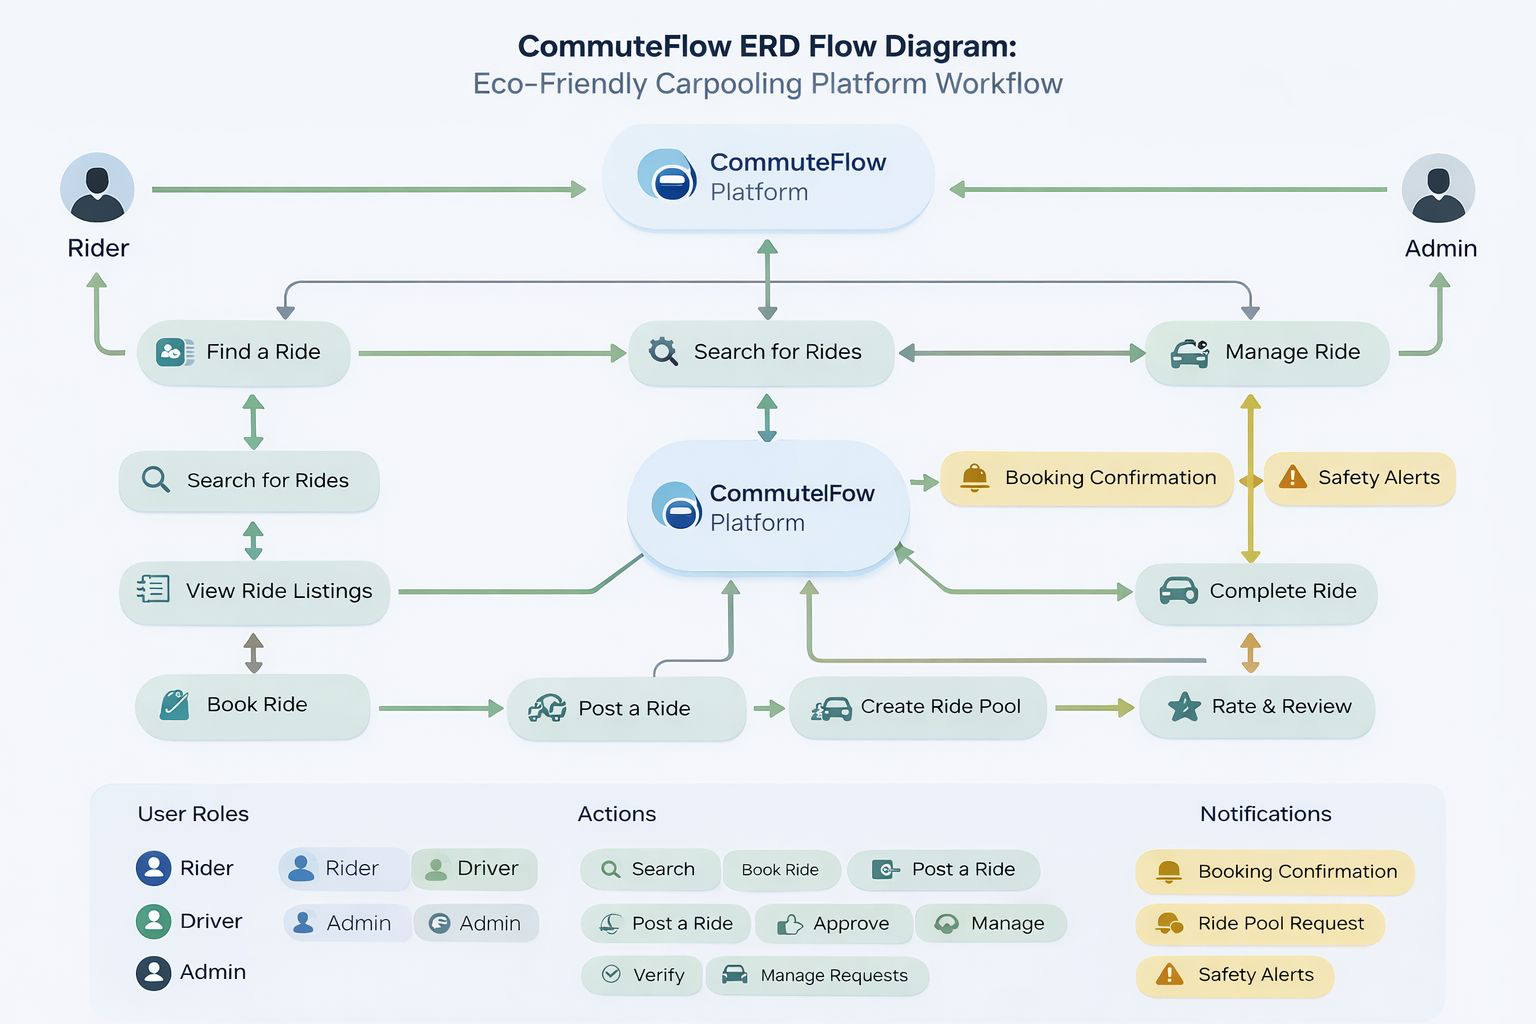 CommuteFlow ERD Flow Diagram:
Eco-Friendly Carpooling Platform Workflow
CommuteFlow
Platform
Rider
Admin
Find a Ride
Search for Rides
Manage Ride
Search for Rides
CommutelFow
Platform
Booking Confirmation
Safety Alerts
View Ride Listings
Complete Ride
Book Ride
Post a Ride
Create Ride Pool
Rate & Review
User Roles
Rider
Rider
Driver
Driver
Admin
Admin
Admin
Actions
Search
Book Ride
Post a Ride
Post a Ride
Approve
Manage
Verify
Manage Requests
Notifications
Booking Confirmation
Ride Pool Request
Safety Alerts